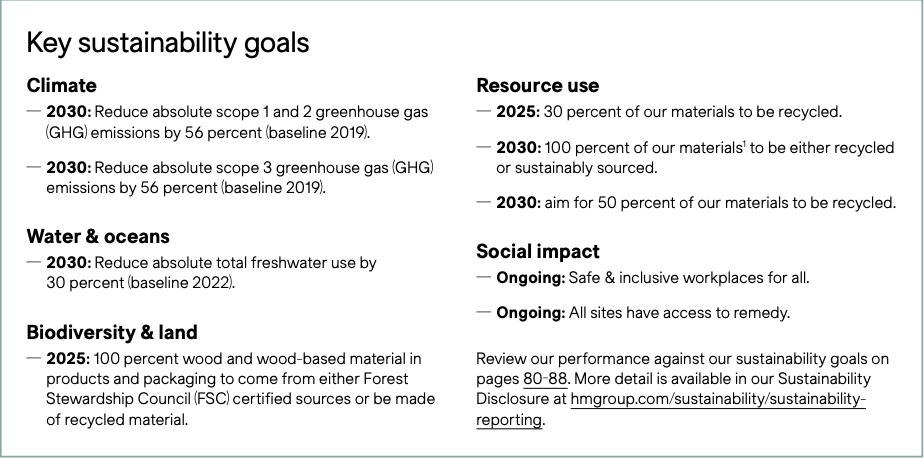 Key sustainability goals
Climate
— 2030: Reduce absolute scope 1 and 2 greenhouse gas
(GHG) emissions by 56 percent (baseline 2019).
— 2030: Reduce absolute scope 3 greenhouse gas (GHG)
emissions by 56 percent (baseline 2019).
Water & oceans
— 2030: Reduce absolute total freshwater use by
30 percent (baseline 2022).
Biodiversity & land
— 2025: 100 percent wood and wood-based material in
products and packaging to come from either Forest
Stewardship Council (FSC) certified sources or be made
of recycled material.
Resource use
— 2025: 30 percent of our materials to be recycled.
— 2030: 100 percent of our materials¹ to be either recycled
or sustainably sourced.
— 2030: aim for 50 percent of our materials to be recycled.
Social impact
— Ongoing: Safe & inclusive workplaces for all.
— Ongoing: All sites have access to remedy.
Review our performance against our sustainability goals on
pages 80-88. More detail is available in our Sustainability
Disclosure at hmgroup.com/sustainability/sustainability-
reporting.